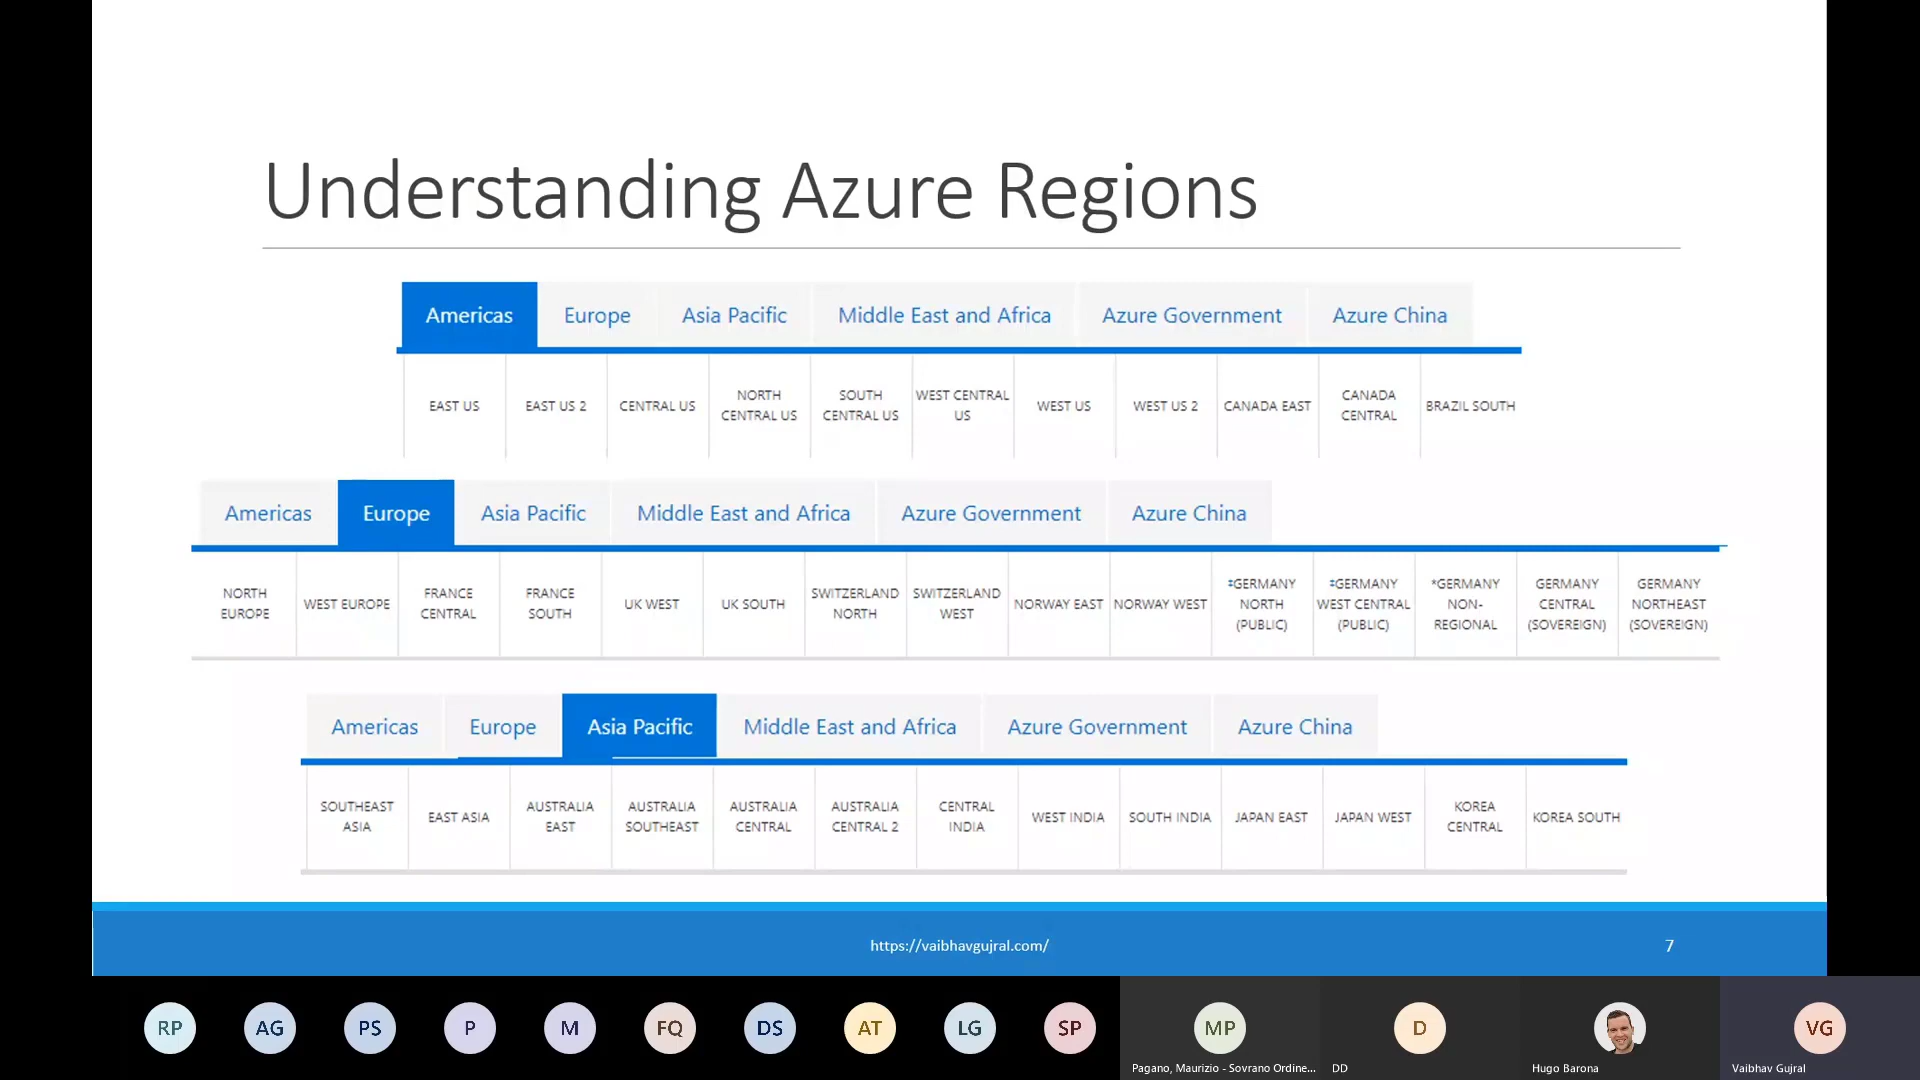 Understanding Azure Regions
Americas Europe Asia Pacific Middle East and Africa Azure Government Azure China
EAST US
EAST US 2
CENTRAL US
NORTH
CENTRAL US
SOUTH
CENTRAL US
WEST CENTRAL
US
WEST US
WEST US 2
CANADA EAST
CANADA
CENTRAL
BRAZIL SOUTH
Americas Europe Asia Pacific Middle East and Africa Azure Government Azure China
NORTH
EUROPE
WEST EUROPE
FRANCE
CENTRAL
FRANCE
SOUTH
UK WEST
UK SOUTH
SWITZERLAND
NORTH
SWITZERLAND
WEST
NORWAY EAST
NORWAY WEST
‡GERMANY
NORTH
(PUBLIC)
‡GERMANY
WEST CENTRAL
(PUBLIC)
*GERMANY
NON-
REGIONAL
GERMANY
CENTRAL
(SOVEREIGN)
GERMANY
NORTHEAST
(SOVEREIGN)
Americas Europe Asia Pacific Middle East and Africa Azure Government Azure China
SOUTHEAST
ASIA
EAST ASIA
AUSTRALIA
EAST
AUSTRALIA
SOUTHEAST
AUSTRALIA
CENTRAL
AUSTRALIA
CENTRAL 2
CENTRAL
INDIA
WEST INDIA
SOUTH INDIA
JAPAN EAST
JAPAN WEST
KOREA
CENTRAL
KOREA SOUTH
https://vaibhavgujral.com/
7
RP AG PS P M FQ DS AT LG SP MP D VG
Pagano, Maurizio - Sovrano Ordine...
DD
Hugo Barona
Vaibhav Gujral